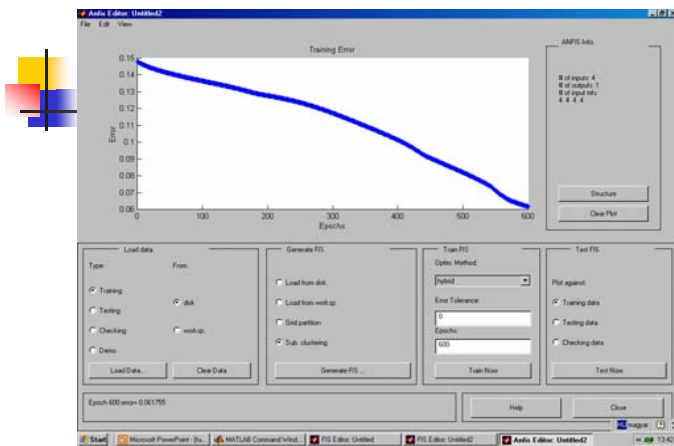 Anfis Editor: Untitled2
File Edit View
Training Error
0.15
0.14
0.13
0.12
0.11
0.1
0.09
0.08
0.07
0.06
Error
0 100 200 300 400 500 600
Epochs
ANFIS Info.
# of inputs: 4
# of outputs: 1
# of input mfs:
4 4 4 4
Structure
Clear Plot
Load data
Type: From:
Training
Testing
Checking
Demo
disk
worksp.
Load Data... Clear Data
Generate FIS
Load from disk
Load from worksp.
Grid partition
Sub. clustering
Generate FIS ...
Train FIS
Optim. Method:
hybrid
Error Tolerance:
0
Epochs:
600
Train Now
Test FIS
Plot against:
Training data
Testing data
Checking data
Test Now
Epoch 600:error= 0.061755
Help Close
magyar
Start Microsoft PowerPoint - [fu... MATLAB Command Wind... FIS Editor: Untitled FIS Editor: Untitled2 Anfis Editor: Untitled2 13:42